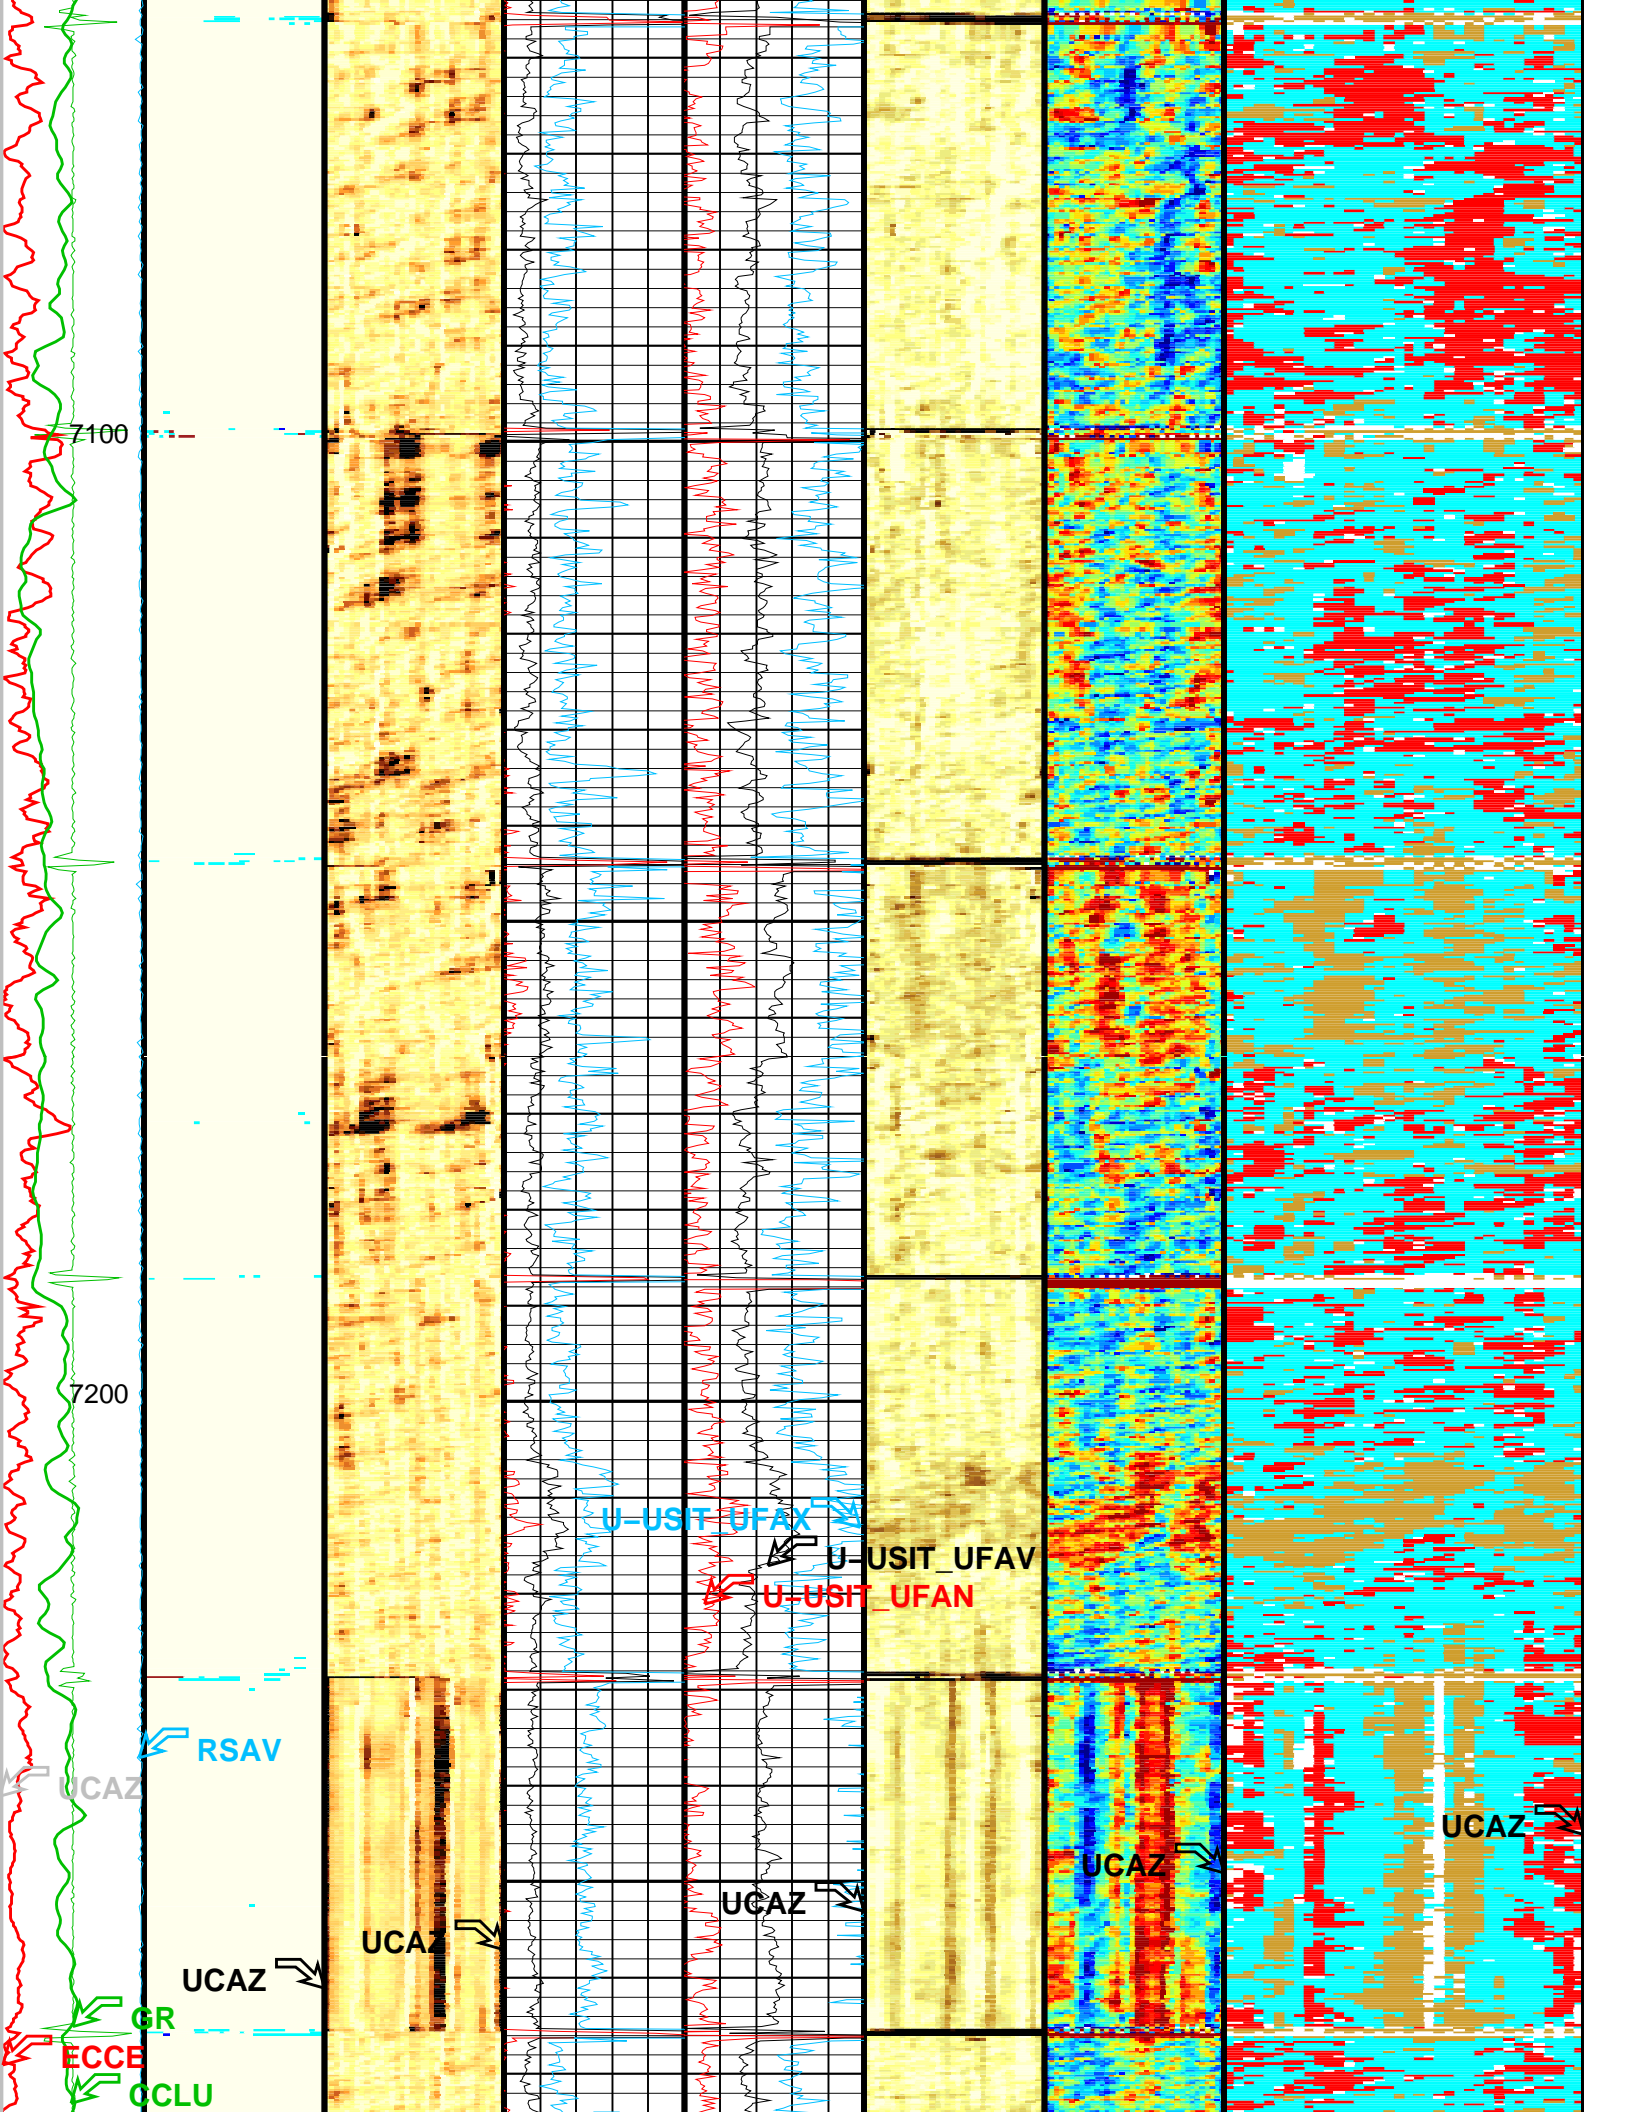 7100
7200
U-USIT_UFAX
U-USIT_UFAV
U-USIT_UFAN
RSAV
UCAZ
UCAZ
UCAZ
UCAZ
UCAZ
UCAZ
GR
ECCE
CCLU